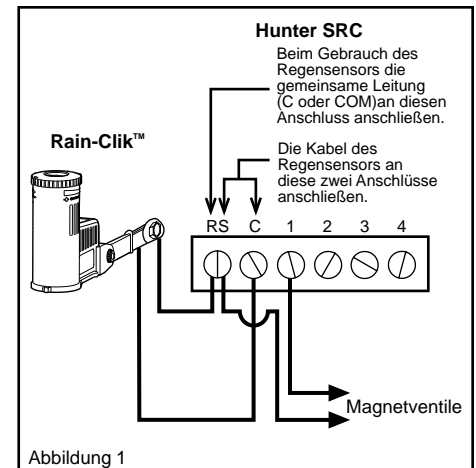 Hunter SRC
Beim Gebrauch des
Regensensors die
gemeinsame Leitung
(C oder COM)an diesen
Anschluss anschließen.
Rain-Clik™
Die Kabel des
Regensensors an
diese zwei Anschlüsse
anschließen.
RS C 1 2 3 4
Magnetventile
Abbildung 1